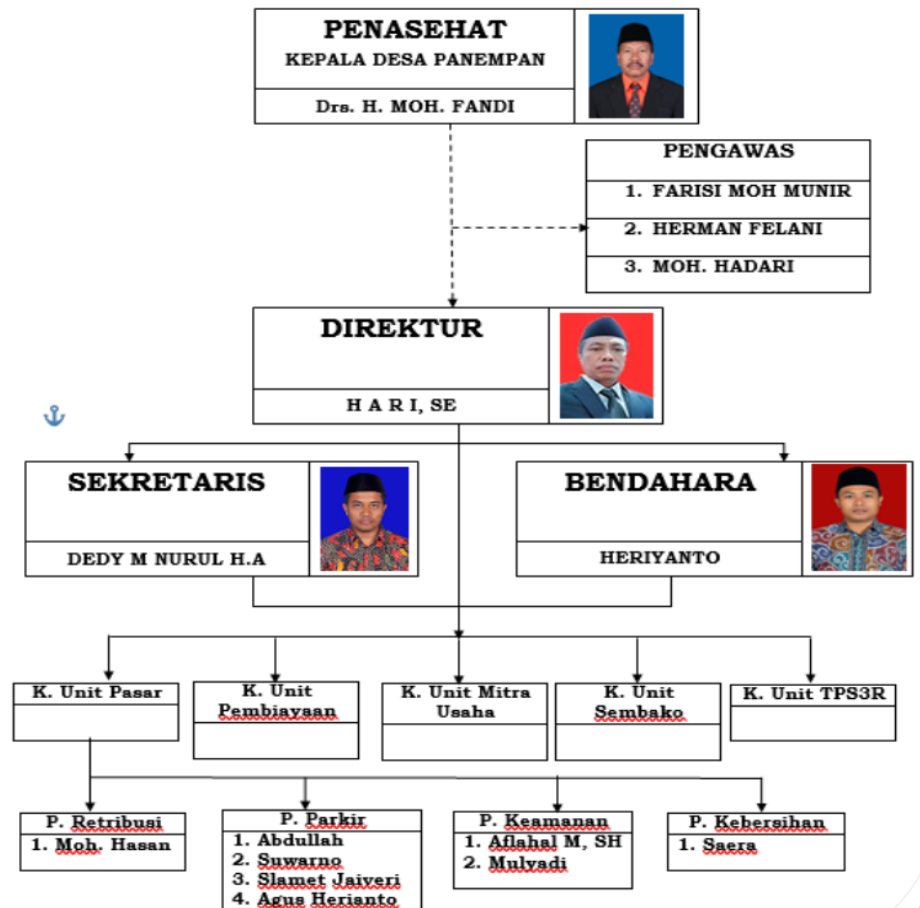 PENASEHAT
KEPALA DESA PANEMPAN
Drs. H. MOH. FANDI
PENGAWAS
1. FARISI MOH MUNIR
2. HERMAN FELANI
3. MOH. HADARI
DIREKTUR
H A R I, SE
SEKRETARIS
DEDY M NURUL H.A
BENDAHARA
HERIYANTO
K. Unit Pasar
K. Unit
Pembiayaan
K. Unit Mitra
Usaha
K. Unit
Sembako
K. Unit TPS3R
P. Retribusi
1. Moh. Hasan
P. Parkir
1. Abdullah
2. Suwarno
3. Slamet Jaiveri
4. Agus Herianto
P. Keamanan
1. Aflahal M, SH
2. Mulyadi
P. Kebersihan
1. Saera